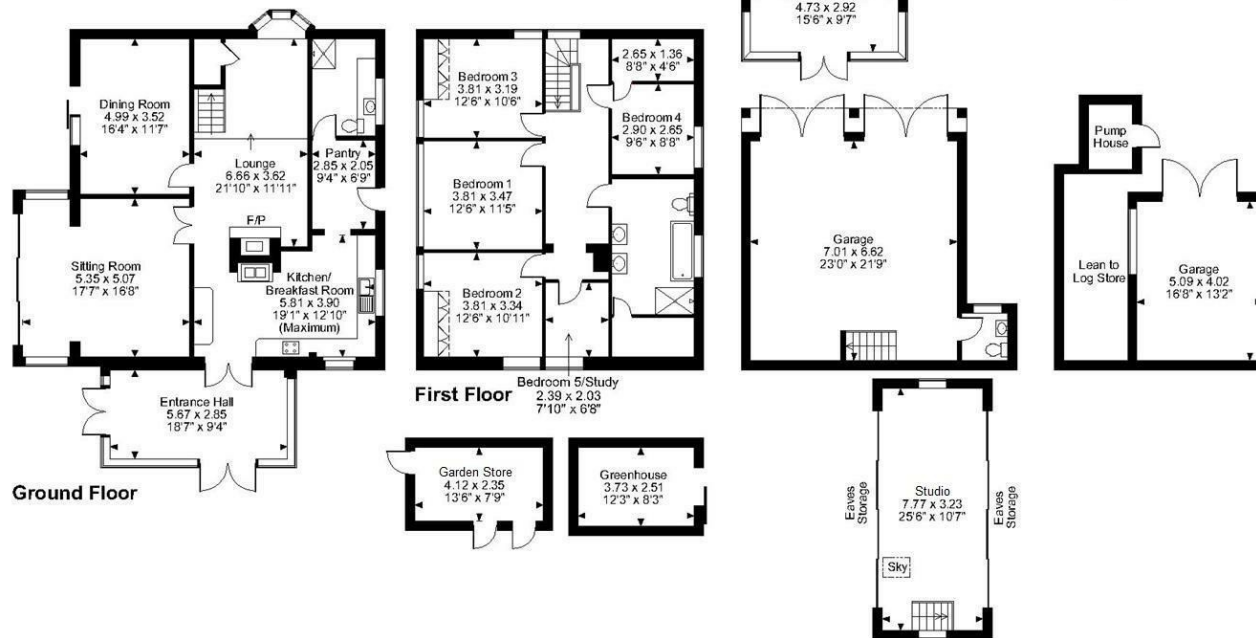 Dining Room
4.99 x 3.52
16'4" x 11'7"
Lounge
6.66 x 3.62
21'10" x 11'11"
Pantry
2.85 x 2.05
9'4" x 6'9"
F/P
Sitting Room
5.35 x 5.07
17'7" x 16'8"
Kitchen/
Breakfast Room
5.81 x 3.90
19'1" x 12'10"
(Maximum)
Entrance Hall
5.67 x 2.85
18'7" x 9'4"
Ground Floor
Bedroom 3
3.81 x 3.19
12'6" x 10'6"
2.65 x 1.36
8'8" x 4'6"
Bedroom 4
2.90 x 2.65
9'6" x 8'8"
Bedroom 1
3.81 x 3.47
12'6" x 11'5"
Bedroom 2
3.81 x 3.34
12'6" x 10'11"
First Floor
Bedroom 5/Study
2.39 x 2.03
7'10" x 6'8"
Garden Store
4.12 x 2.35
13'6" x 7'9"
Greenhouse
3.73 x 2.51
12'3" x 8'3"
4.73 x 2.92
15'6" x 9'7"
Garage
7.01 x 6.62
23'0" x 21'9"
Pump
House
Lean to
Log Store
Garage
5.09 x 4.02
16'8" x 13'2"
Eaves
Storage
Studio
7.77 x 3.23
25'6" x 10'7"
Eaves
Storage
Sky